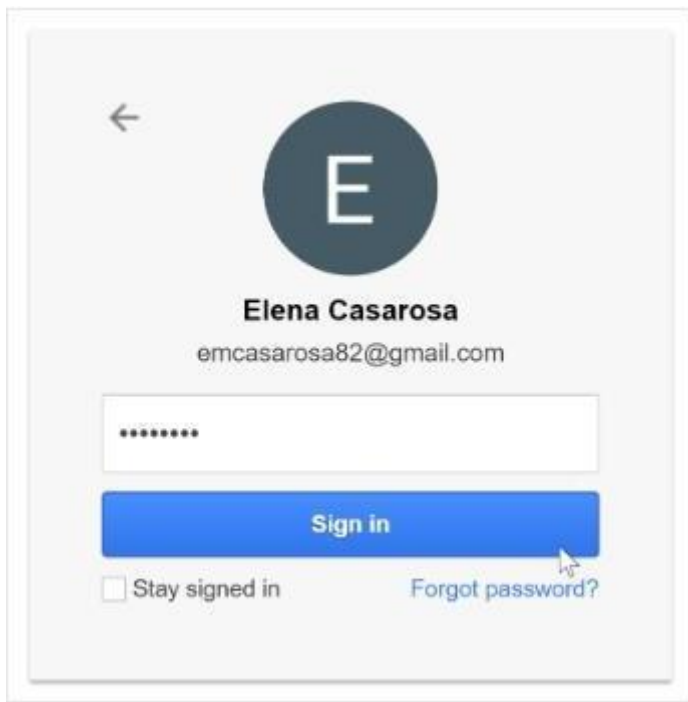 E
Elena Casarosa
emcasarosa82@gmail.com
••••••••
Sign in
Stay signed in Forgot password?